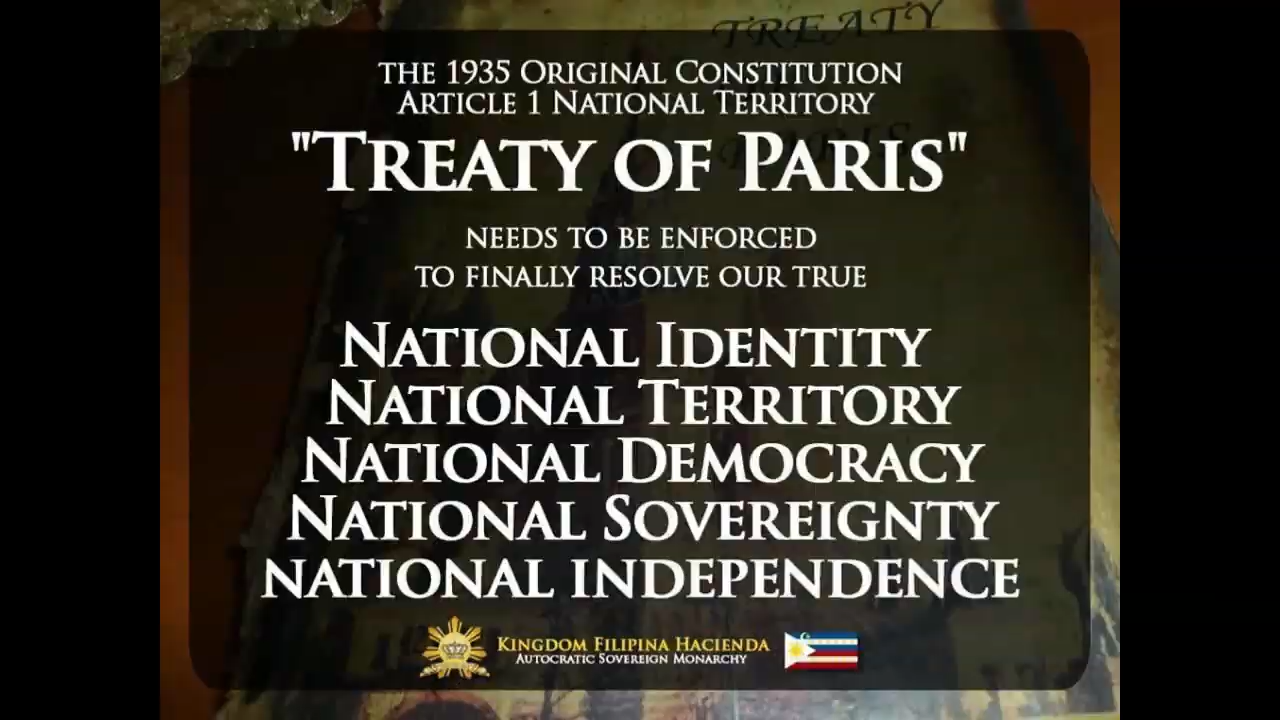 TREATY
THE 1935 ORIGINAL CONSTITUTION
ARTICLE 1 NATIONAL TERRITORY
"TREATY OF PARIS"
NEEDS TO BE ENFORCED
TO FINALLY RESOLVE OUR TRUE
NATIONAL IDENTITY
NATIONAL TERRITORY
NATIONAL DEMOCRACY
NATIONAL SOVEREIGNTY
NATIONAL INDEPENDENCE
KINGDOM FILIPINA HACIENDA
AUTOCRATIC SOVEREIGN MONARCHY